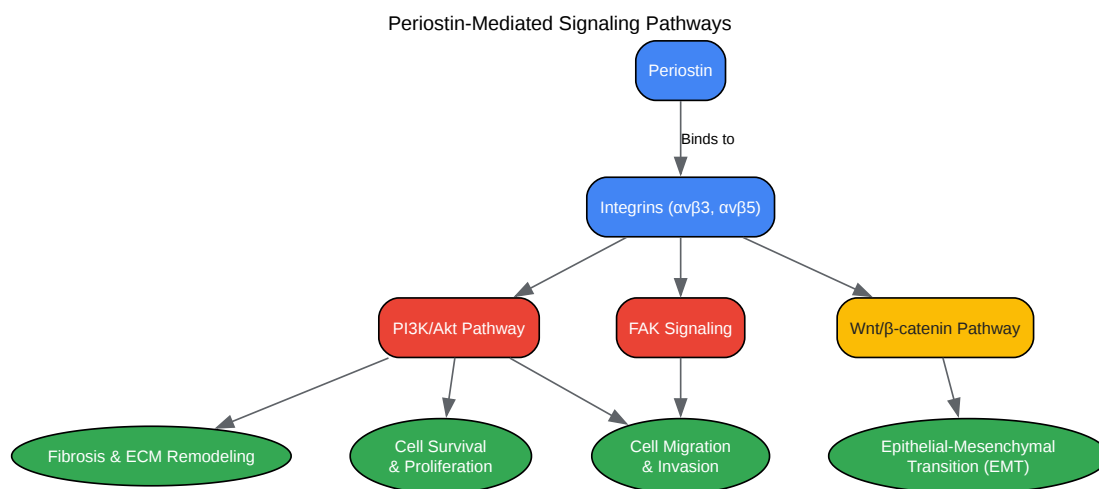 Periostin-Mediated Signaling Pathways
Periostin
Binds to
Integrins (αvβ3, αvβ5)
PI3K/Akt Pathway
FAK Signaling
Wnt/β-catenin Pathway
Fibrosis & ECM Remodeling
Cell Survival
& Proliferation
Cell Migration
& Invasion
Epithelial-Mesenchymal
Transition (EMT)